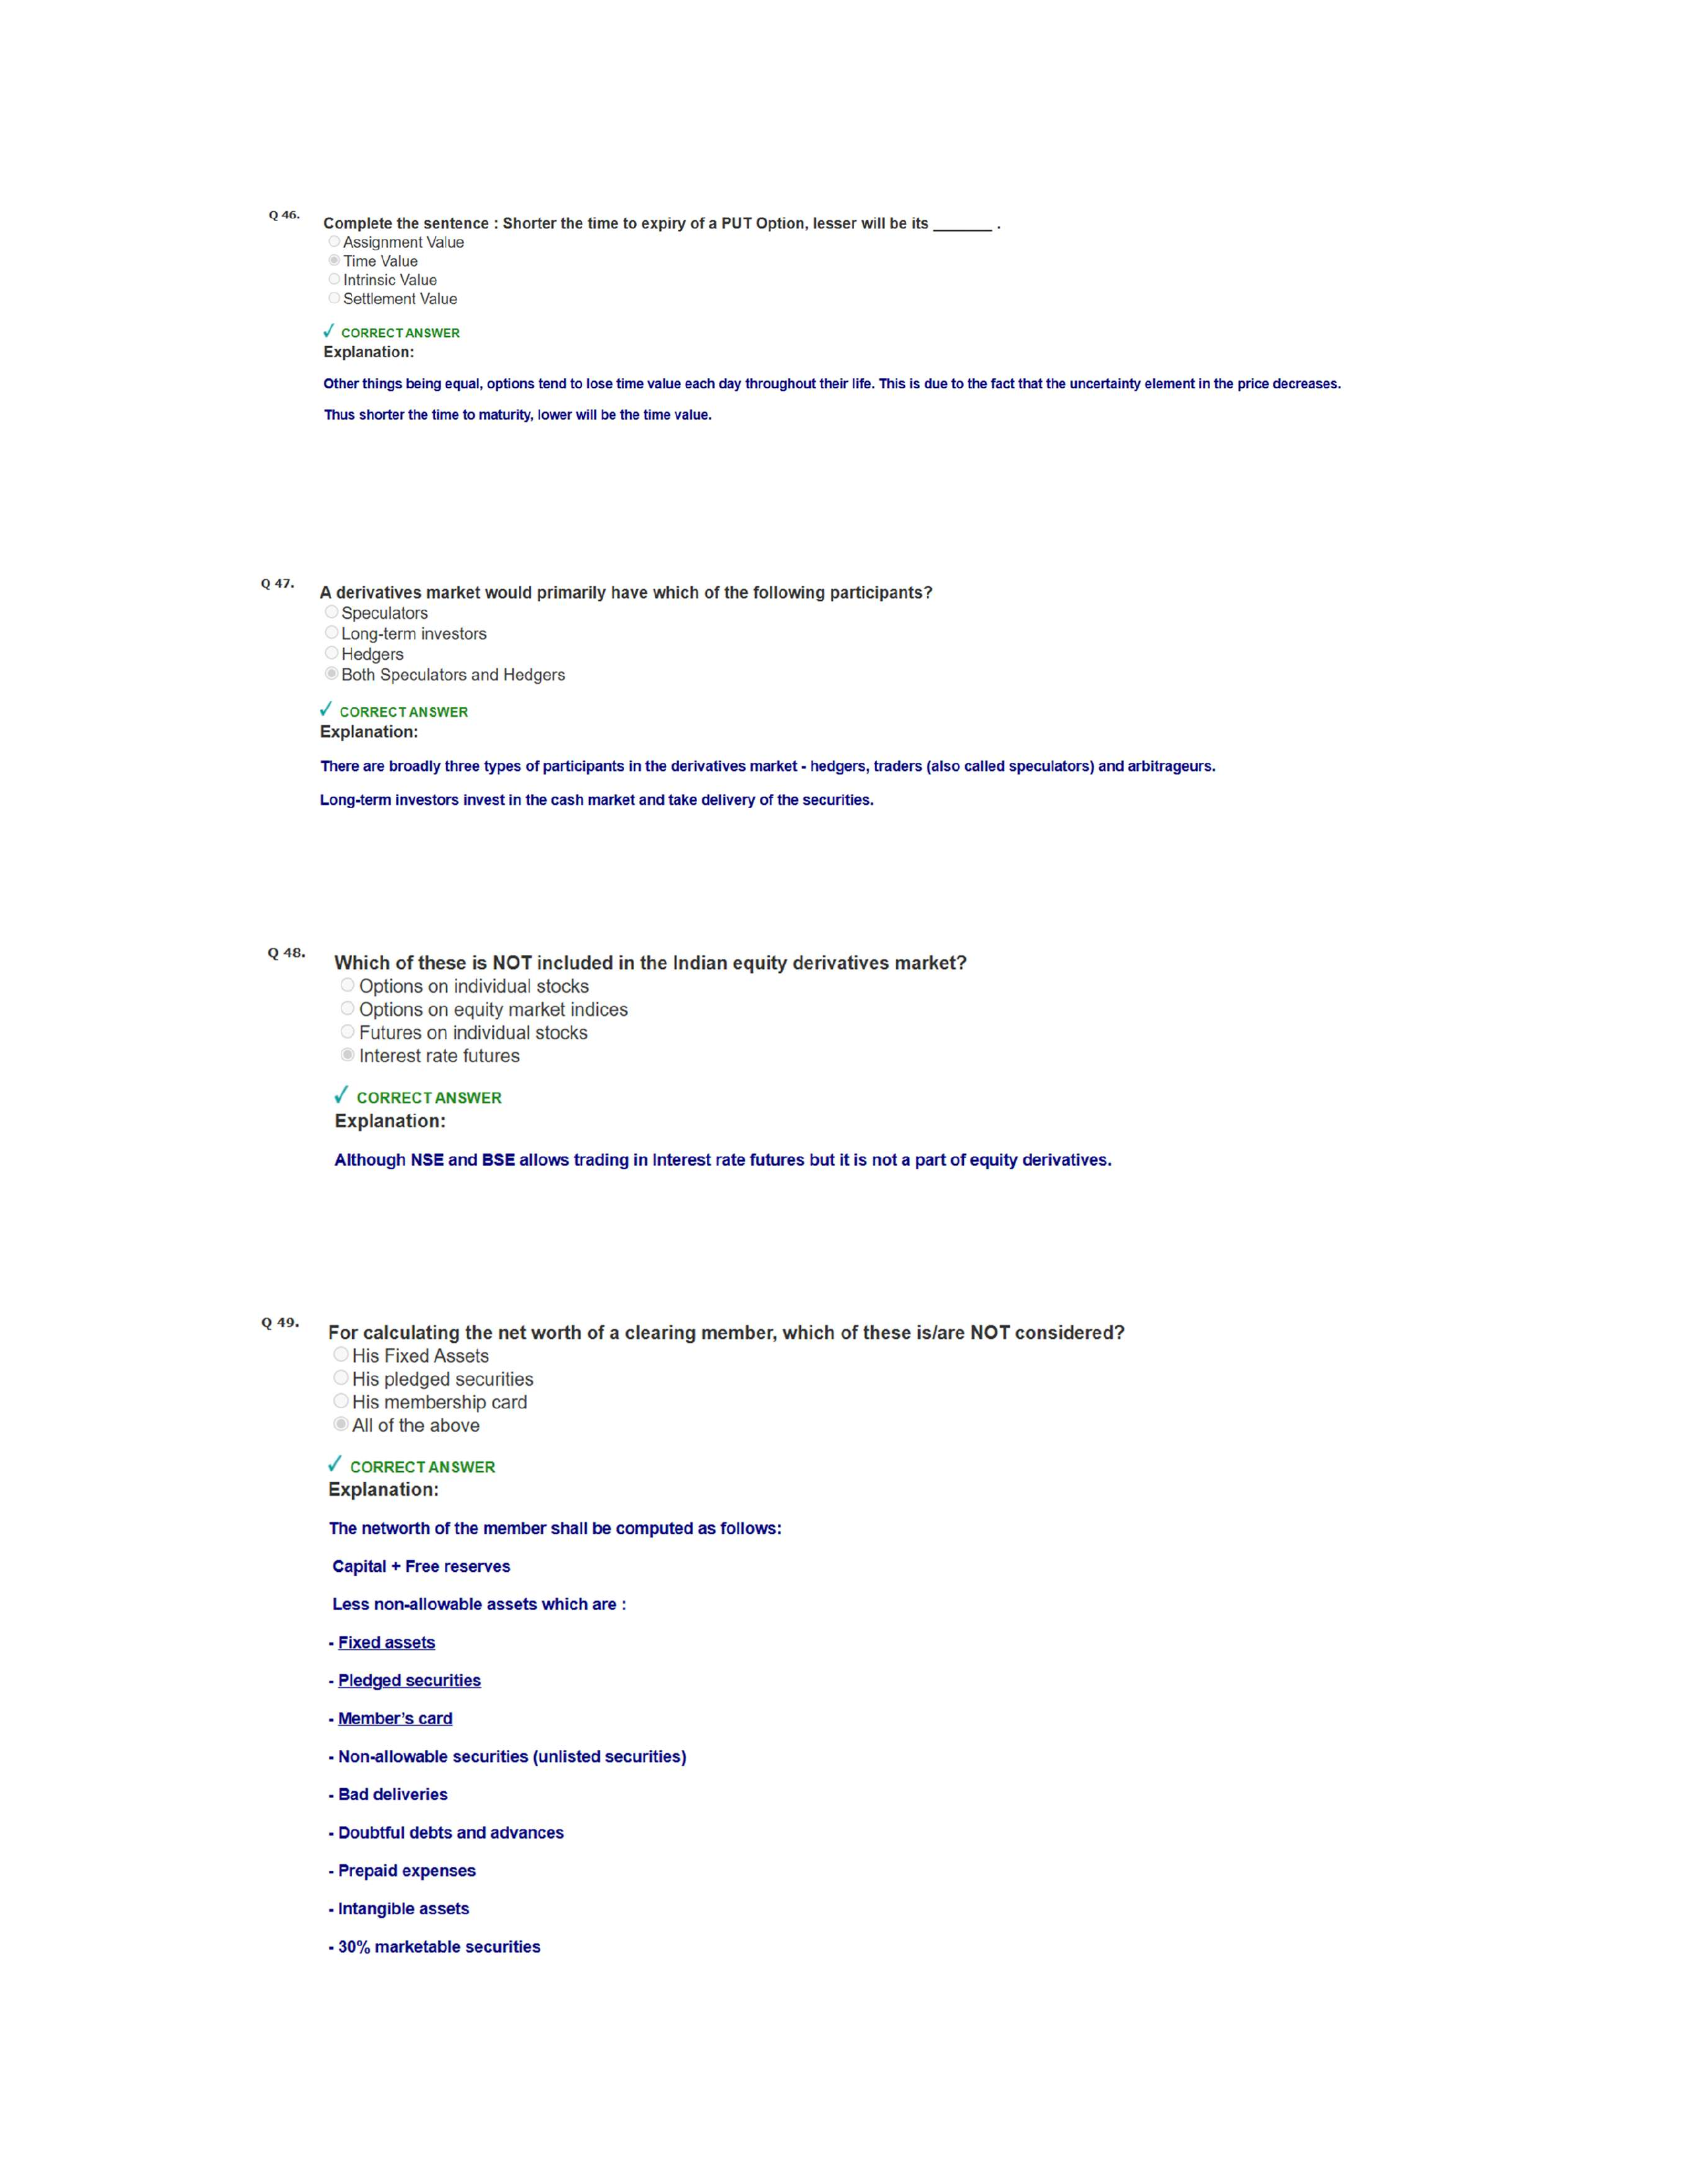 Q 46.
Complete the sentence : Shorter the time to expiry of a PUT Option, lesser will be its _______ .
Assignment Value
Time Value
Intrinsic Value
Settlement Value
✓ CORRECT ANSWER
Explanation:
Other things being equal, options tend to lose time value each day throughout their life. This is due to the fact that the uncertainty element in the price decreases.
Thus shorter the time to maturity, lower will be the time value.
Q 47.
A derivatives market would primarily have which of the following participants?
Speculators
Long-term investors
Hedgers
Both Speculators and Hedgers
✓ CORRECT ANSWER
Explanation:
There are broadly three types of participants in the derivatives market - hedgers, traders (also called speculators) and arbitrageurs.
Long-term investors invest in the cash market and take delivery of the securities.
Q 48.
Which of these is NOT included in the Indian equity derivatives market?
Options on individual stocks
Options on equity market indices
Futures on individual stocks
Interest rate futures
✓ CORRECT ANSWER
Explanation:
Although NSE and BSE allows trading in Interest rate futures but it is not a part of equity derivatives.
Q 49.
For calculating the net worth of a clearing member, which of these is/are NOT considered?
His Fixed Assets
His pledged securities
His membership card
All of the above
✓ CORRECT ANSWER
Explanation:
The networth of the member shall be computed as follows:
Capital + Free reserves
Less non-allowable assets which are :
- Fixed assets
- Pledged securities
- Member’s card
- Non-allowable securities (unlisted securities)
- Bad deliveries
- Doubtful debts and advances
- Prepaid expenses
- Intangible assets
- 30% marketable securities